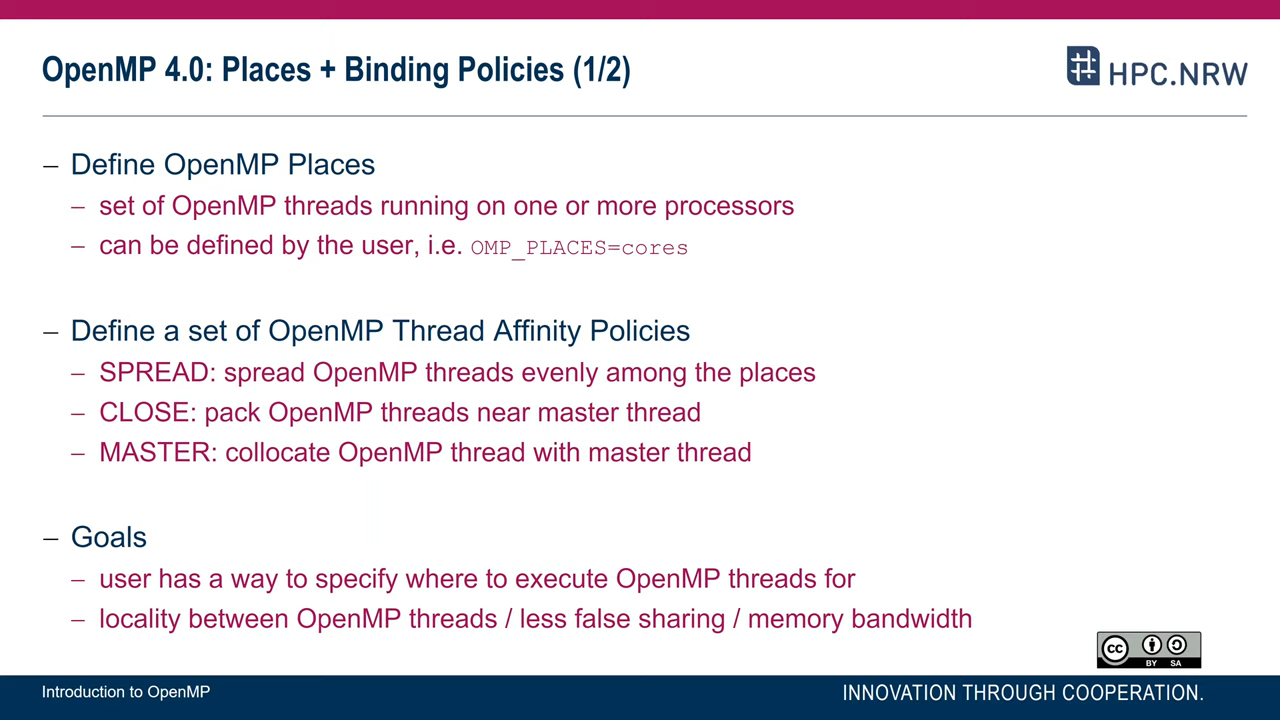 OpenMP 4.0: Places + Binding Policies (1/2)
HPC.NRW
– Define OpenMP Places
– set of OpenMP threads running on one or more processors
– can be defined by the user, i.e. OMP_PLACES=cores
– Define a set of OpenMP Thread Affinity Policies
– SPREAD: spread OpenMP threads evenly among the places
– CLOSE: pack OpenMP threads near master thread
– MASTER: collocate OpenMP thread with master thread
– Goals
– user has a way to specify where to execute OpenMP threads for
– locality between OpenMP threads / less false sharing / memory bandwidth
cc
BY SA
Introduction to OpenMP
INNOVATION THROUGH COOPERATION.